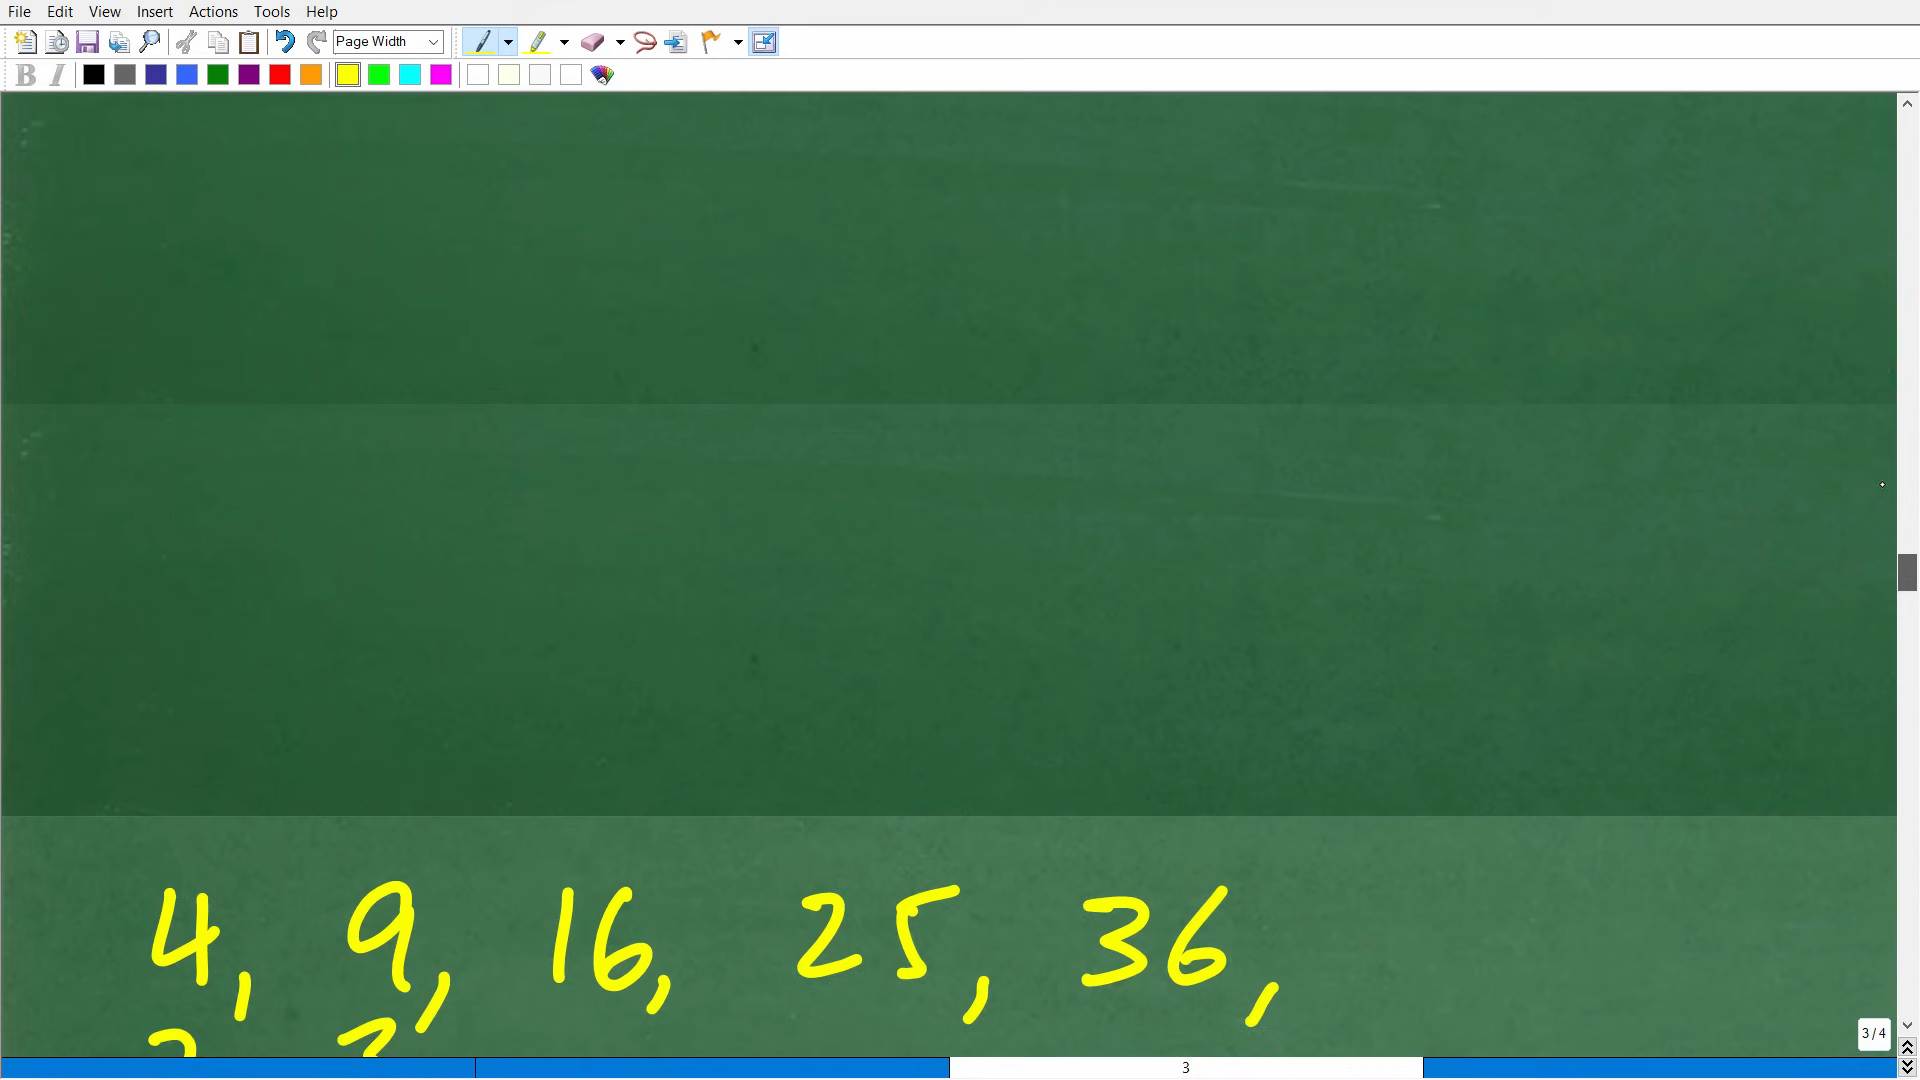 File Edit View Insert Actions Tools Help
Page Width
B I
4, 9, 16, 25, 36,
3/4
3